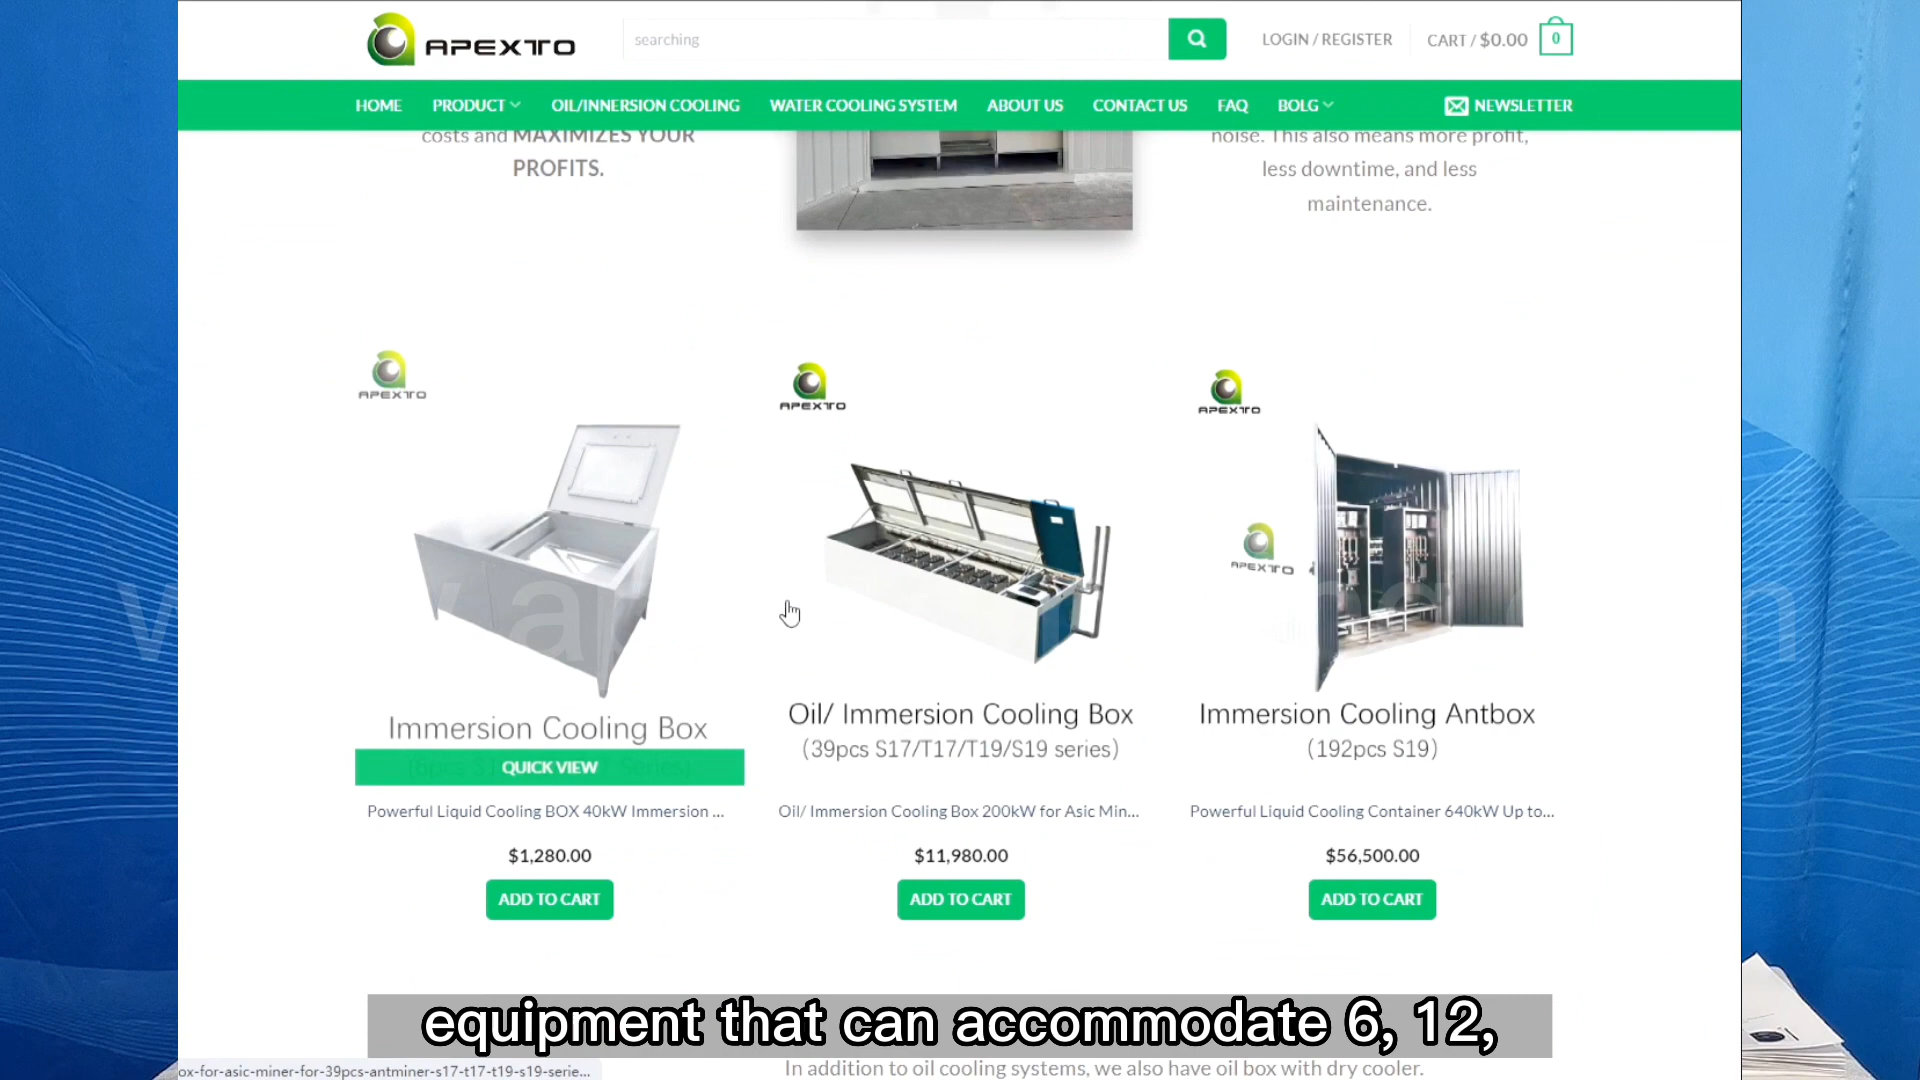 APEXTO
searching
LOGIN / REGISTER
CART / $0.00
0
HOME
PRODUCT
OIL/INNERSION COOLING
WATER COOLING SYSTEM
ABOUT US
CONTACT US
FAQ
BOLG
NEWSLETTER
costs and MAXIMIZES YOUR
PROFITS.
noise. This also means more profit,
less downtime, and less
maintenance.
APEXTO
APEXTO
APEXTO
APEXTO
Immersion Cooling Box
QUICK VIEW
Powerful Liquid Cooling BOX 40kW Immersion ...
$1,280.00
ADD TO CART
Oil/ Immersion Cooling Box
(39pcs S17/T17/T19/S19 series)
Oil/ Immersion Cooling Box 200kW for Asic Min...
$11,980.00
ADD TO CART
Immersion Cooling Antbox
(192pcs S19)
Powerful Liquid Cooling Container 640kW Up to...
$56,500.00
ADD TO CART
equipment that can accommodate 6, 12,
In addition to oil cooling systems, we also have oil box with dry cooler.
ox-for-asic-miner-for-39pcs-antminer-s17-t17-t19-s19-serie...